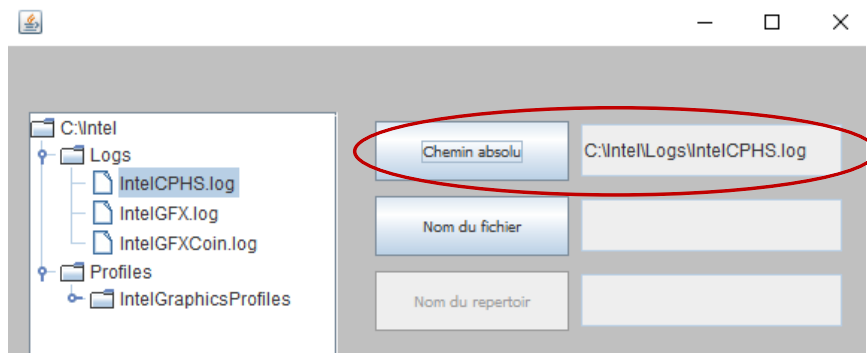 C:\Intel
Logs
IntelCPHS.log
IntelGFX.log
IntelGFXCoin.log
Profiles
IntelGraphicsProfiles
Chemin absolu
C:\Intel\Logs\IntelCPHS.log
Nom du fichier
Nom du repertoir